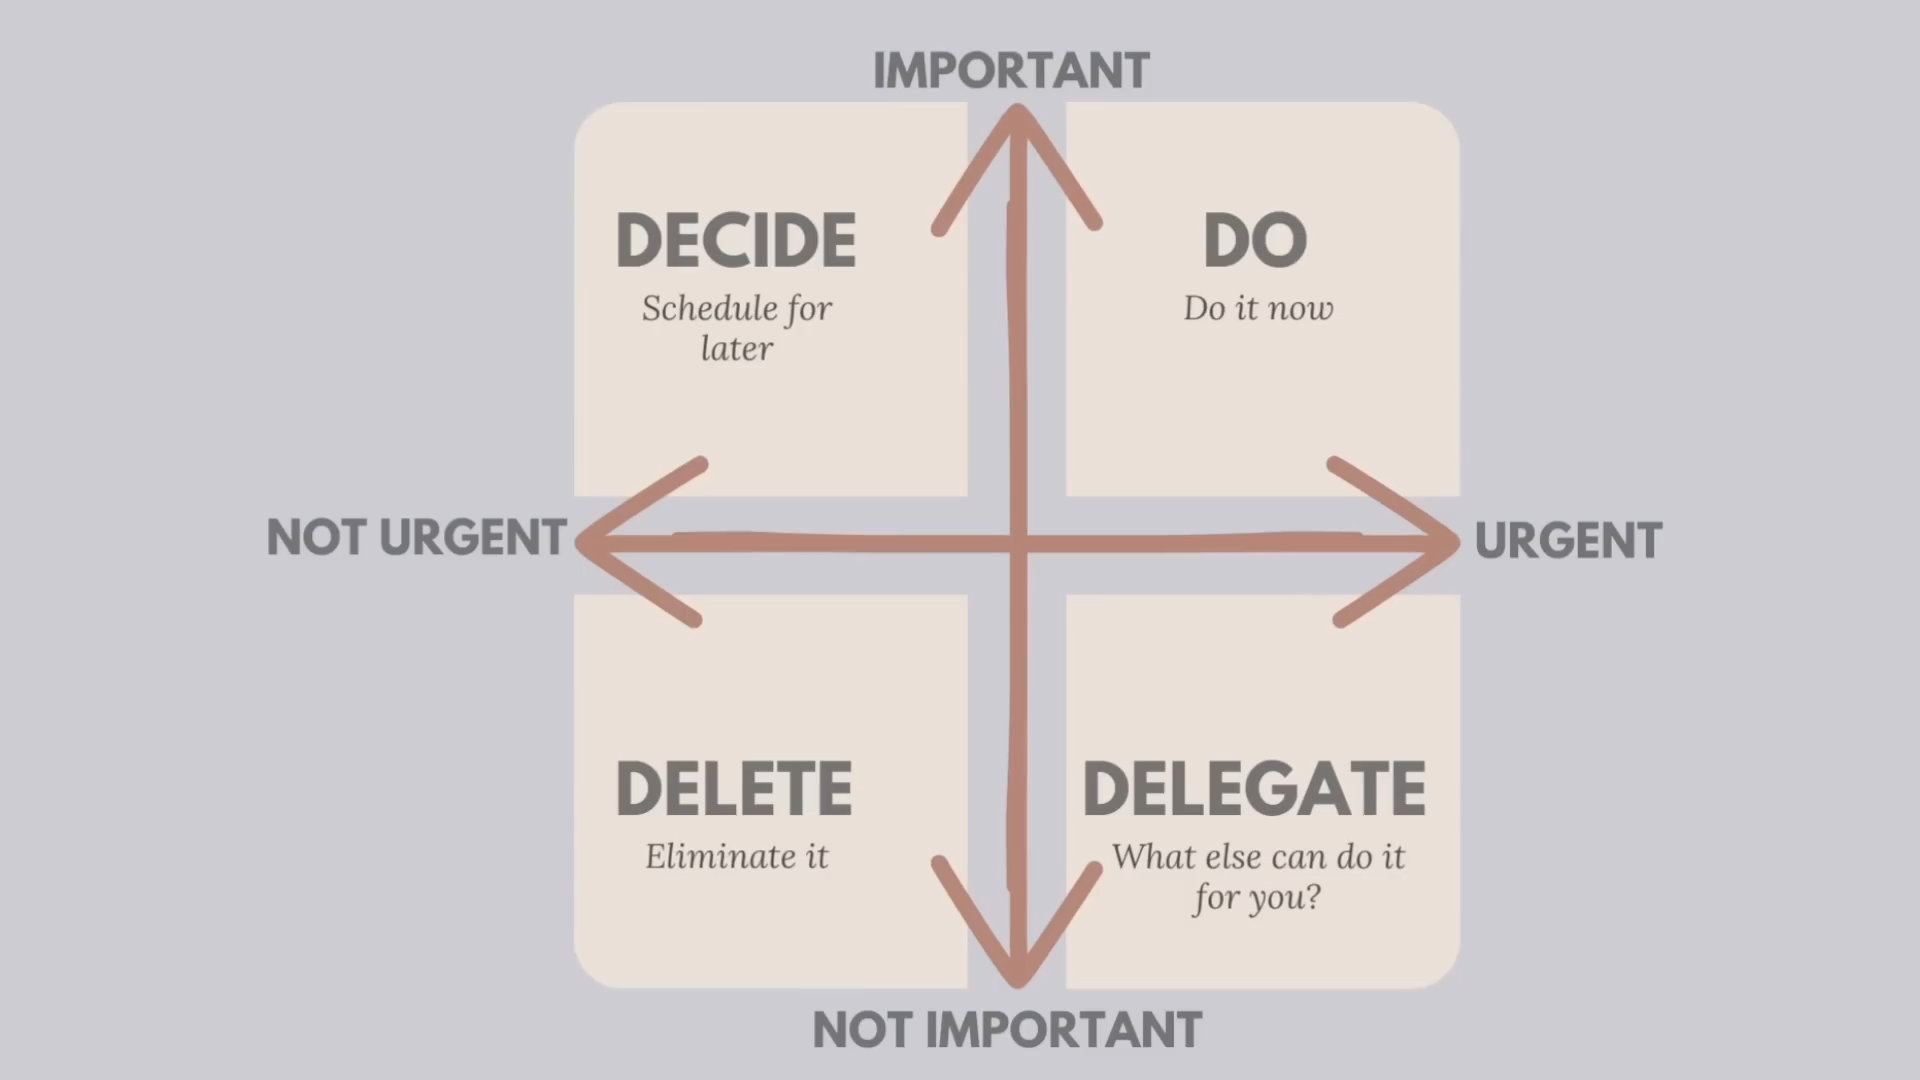 IMPORTANT
DECIDE
Schedule for
later
DO
Do it now
NOT URGENT
URGENT
DELETE
Eliminate it
DELEGATE
What else can do it
for you?
NOT IMPORTANT